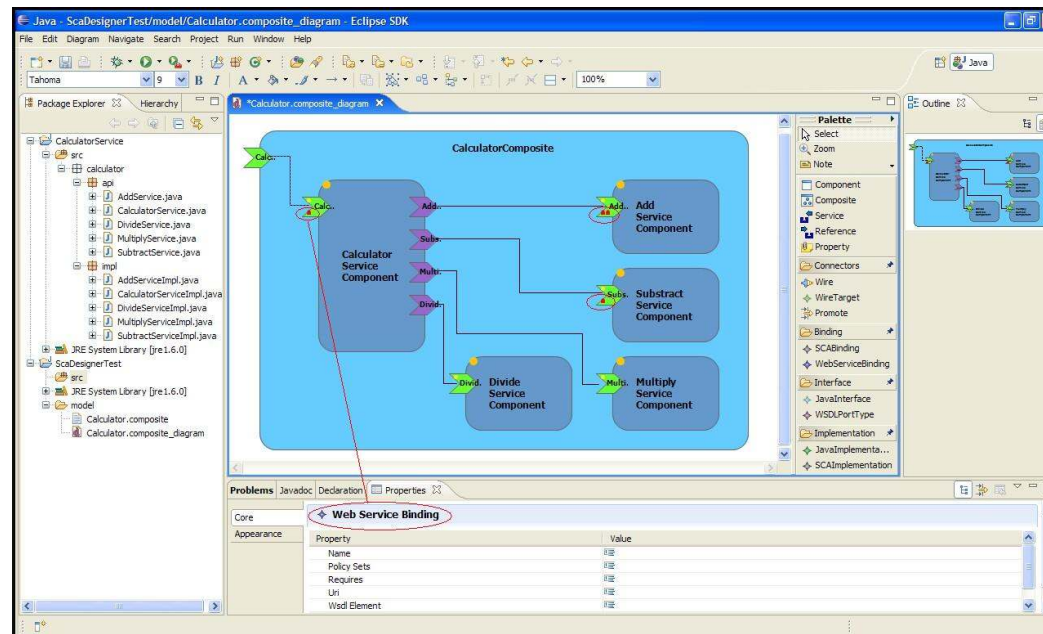 Java - ScaDesignerTest/model/Calculator.composite_diagram - Eclipse SDK
File Edit Diagram Navigate Search Project Run Window Help
Java
Tahoma 9 B I A 100%
Package Explorer Hierarchy
CalculatorService
src
calculator
api
AddService.java
CalculatorService.java
DivideService.java
MultiplyService.java
SubtractService.java
impl
AddServiceImpl.java
CalculatorServiceImpl.java
DivideServiceImpl.java
MultiplyServiceImpl.java
SubtractServiceImpl.java
JRE System Library [jre1.6.0]
ScaDesignerTest
src
JRE System Library [jre1.6.0]
model
Calculator.composite
Calculator.composite_diagram
*Calculator.composite_diagram
CalculatorComposite
Calc..
Calc..
Add..
Subs.
Multi.
Divid.
Calculator
Service
Component
Add..
Add
Service
Component
Subs.
Substract
Service
Component
Divid.
Divide
Service
Component
Multi.
Multiply
Service
Component
Palette
Select
Zoom
Note
Component
Composite
Service
Reference
Property
Connectors
Wire
WireTarget
Promote
Binding
SCABinding
WebServiceBinding
Interface
JavaInterface
WSDLPortType
Implementation
JavaImplementa...
SCAImplementation
Outline
Problems Javadoc Declaration Properties
Core
Appearance
Web Service Binding
Property Value
Name
Policy Sets
Requires
Uri
Wsdl Element